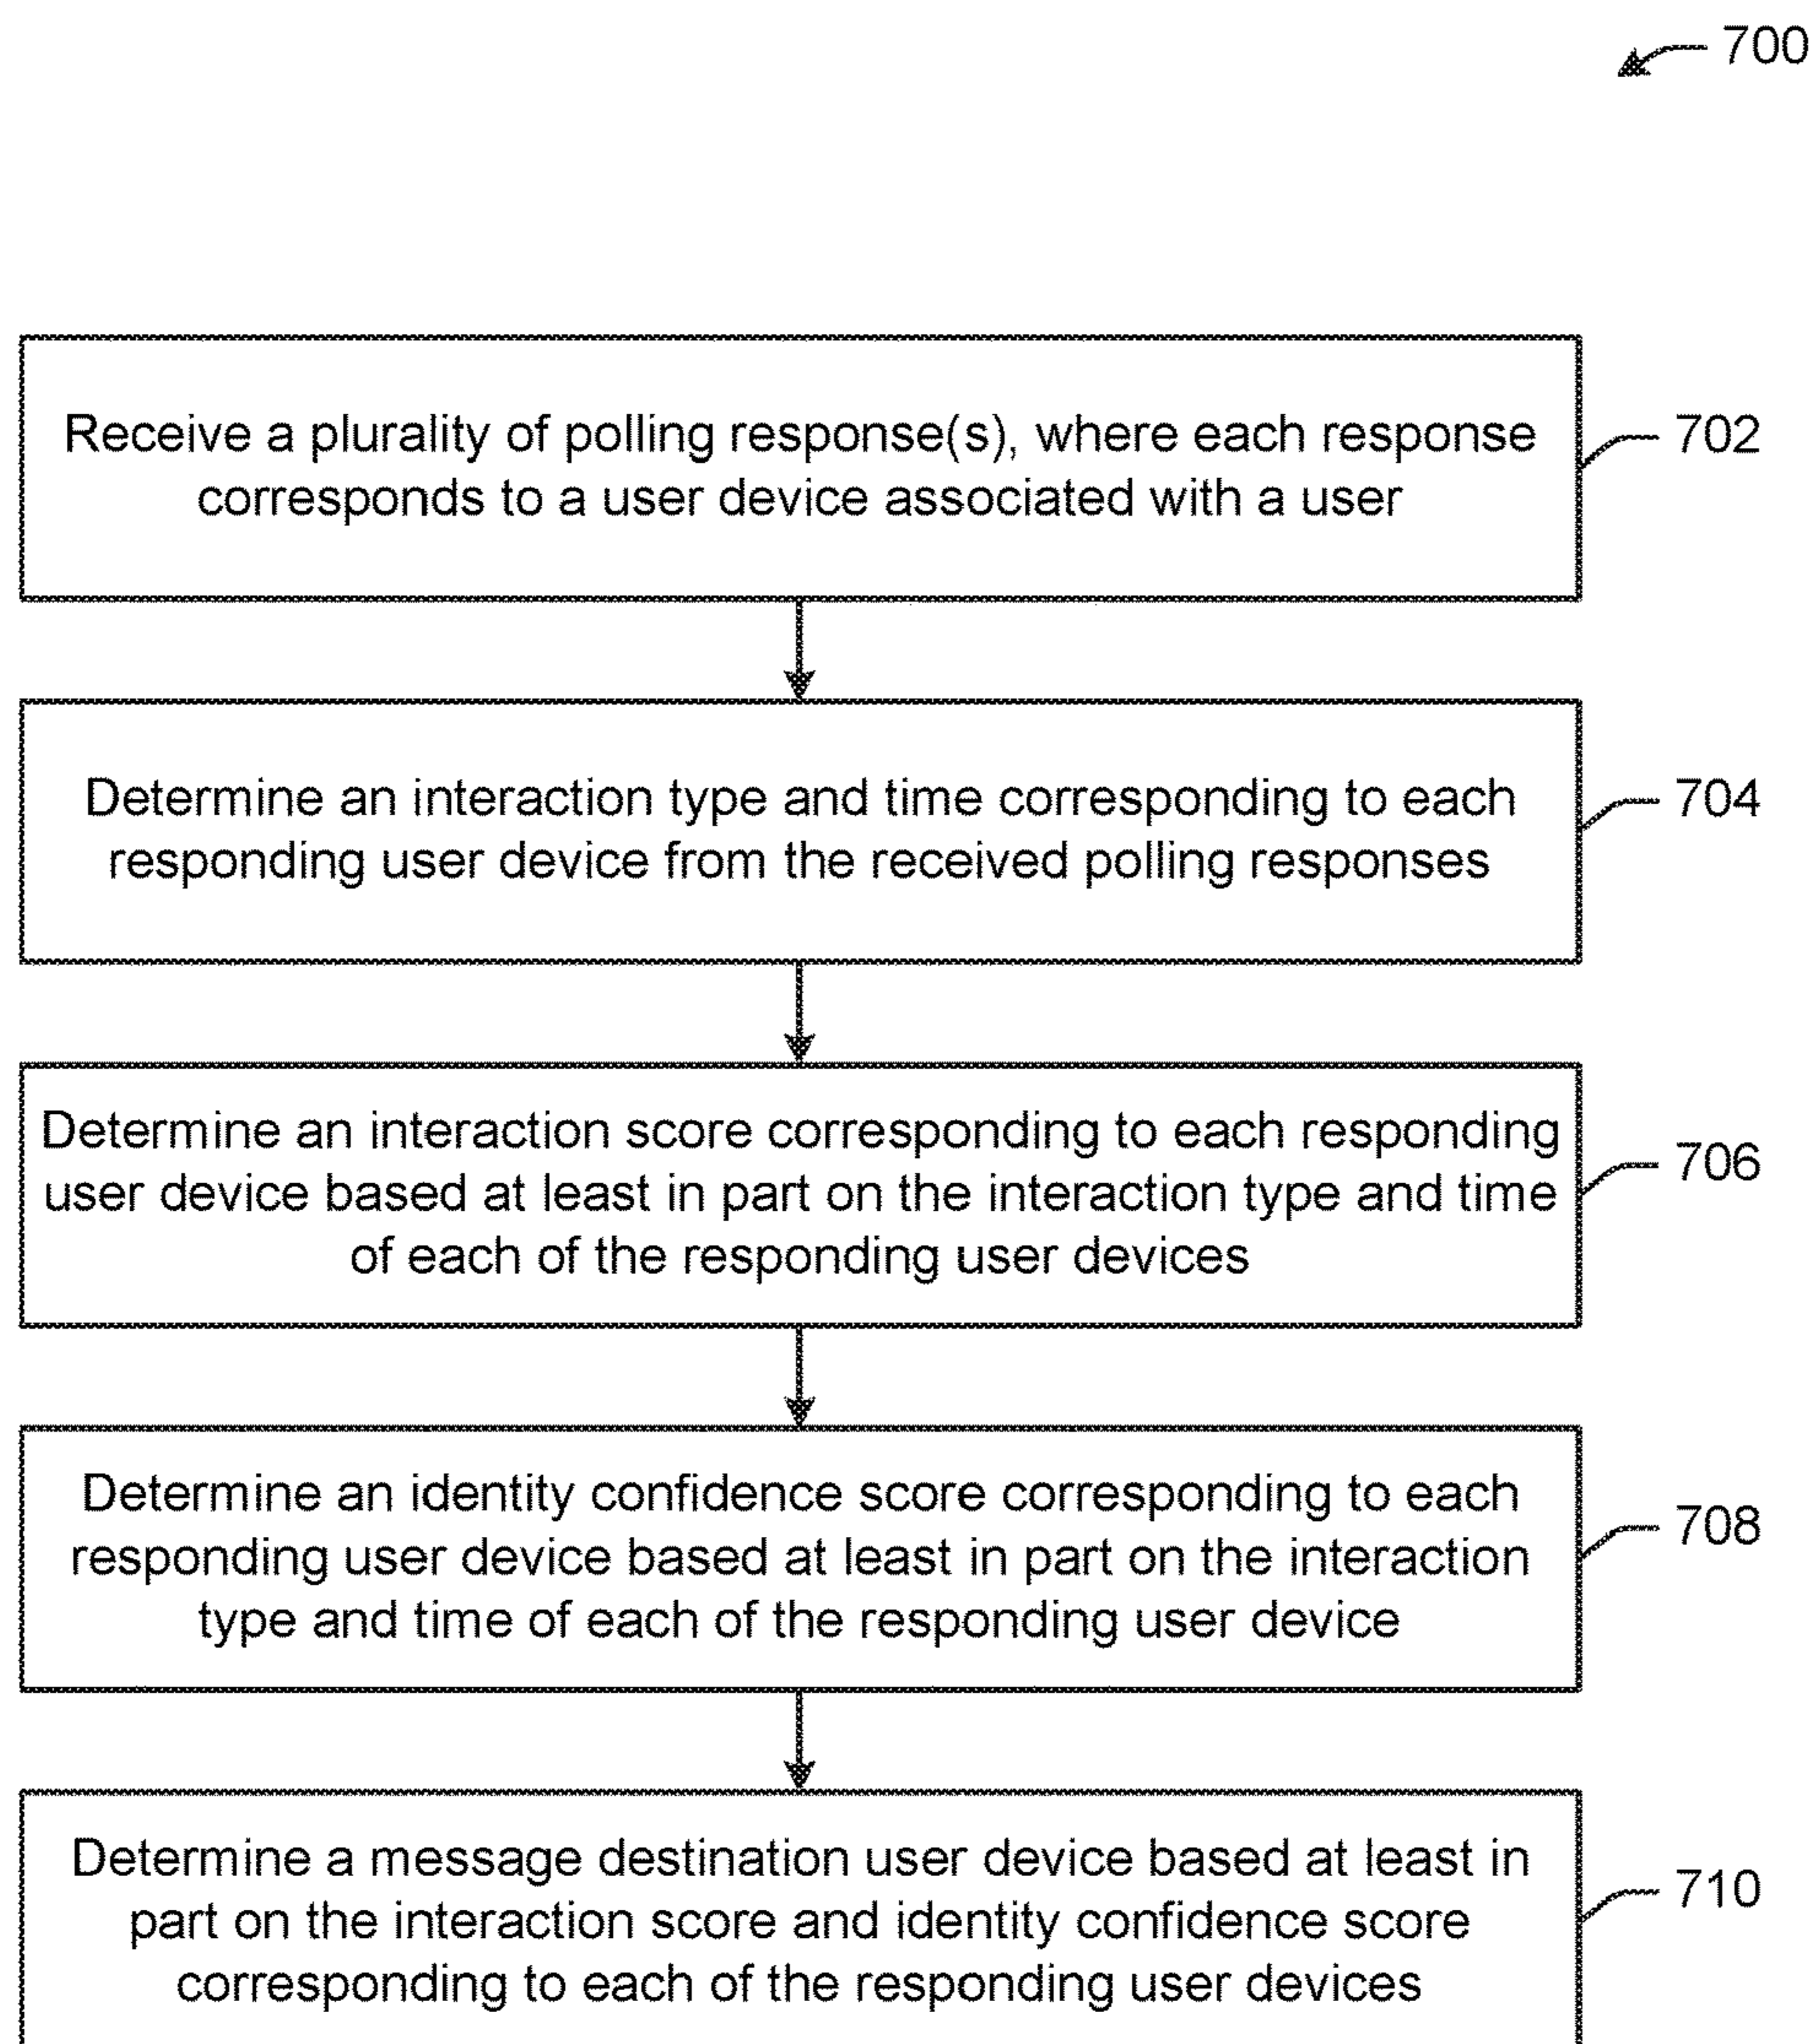 700
Receive a plurality of polling response(s), where each response
corresponds to a user device associated with a user
702
Determine an interaction type and time corresponding to each
responding user device from the received polling responses
704
Determine an interaction score corresponding to each responding
user device based at least in part on the interaction type and time
of each of the responding user devices
706
Determine an identity confidence score corresponding to each
responding user device based at least in part on the interaction
type and time of each of the responding user device
708
Determine a message destination user device based at least in
part on the interaction score and identity confidence score
corresponding to each of the responding user devices
710